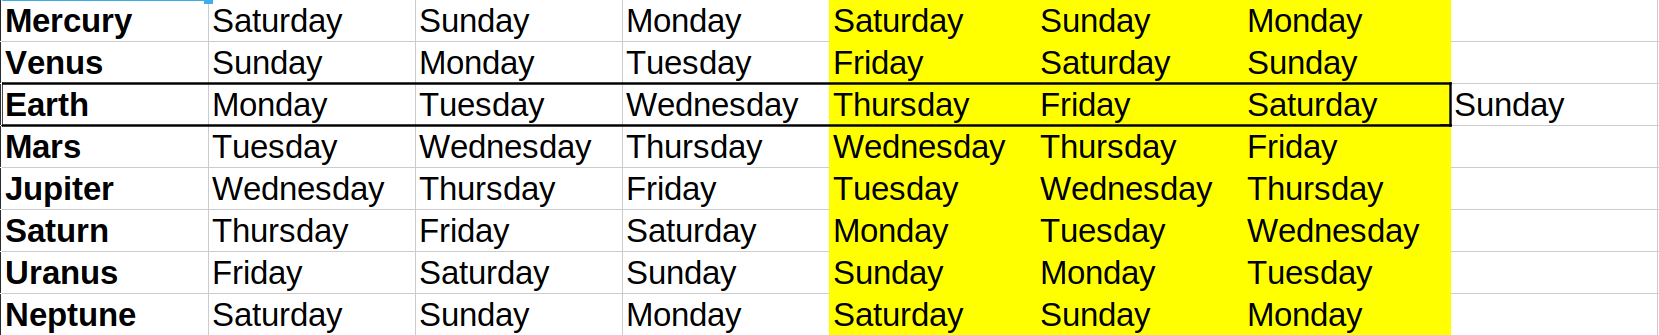 Mercury Saturday Sunday Monday Saturday Sunday Monday
Venus Sunday Monday Tuesday Friday Saturday Sunday
Earth Monday Tuesday Wednesday Thursday Friday Saturday Sunday
Mars Tuesday Wednesday Thursday Wednesday Thursday Friday
Jupiter Wednesday Thursday Friday Tuesday Wednesday Thursday
Saturn Thursday Friday Saturday Monday Tuesday Wednesday
Uranus Friday Saturday Sunday Sunday Monday Tuesday
Neptune Saturday Sunday Monday Saturday Sunday Monday